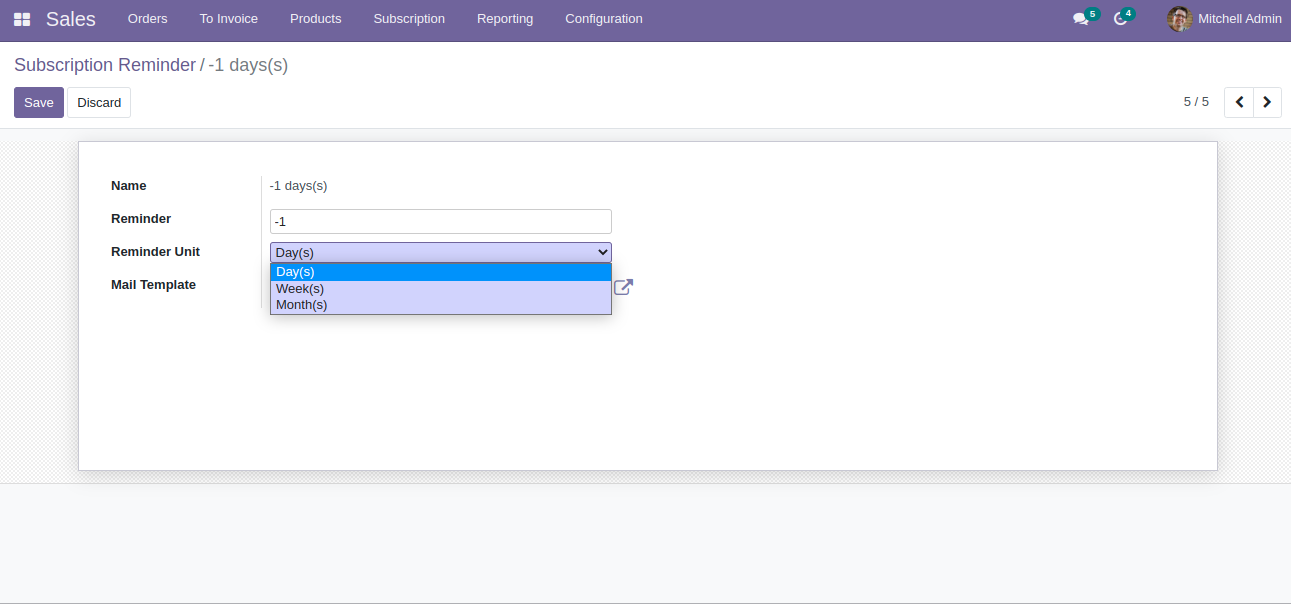 Sales Orders To Invoice Products Subscription Reporting Configuration 5 4 Mitchell Admin
Subscription Reminder / -1 days(s)
Save Discard 5 / 5
Name -1 days(s)
Reminder -1
Reminder Unit Day(s)
Day(s)
Mail Template
Week(s)
Month(s)